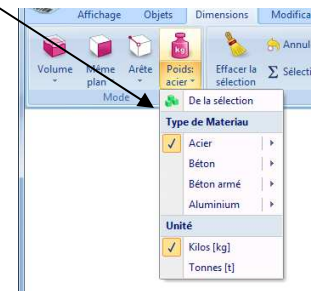 Affichage Objets Dimensions Modifica
Volume Même plan Arête Poids: acier Effacer la sélection Annul
Σ Sélecti
Mode
kg
De la sélection
Type de Materiau
Acier
Béton
Béton armé
Aluminium
Unité
Kilos [kg]
Tonnes [t]